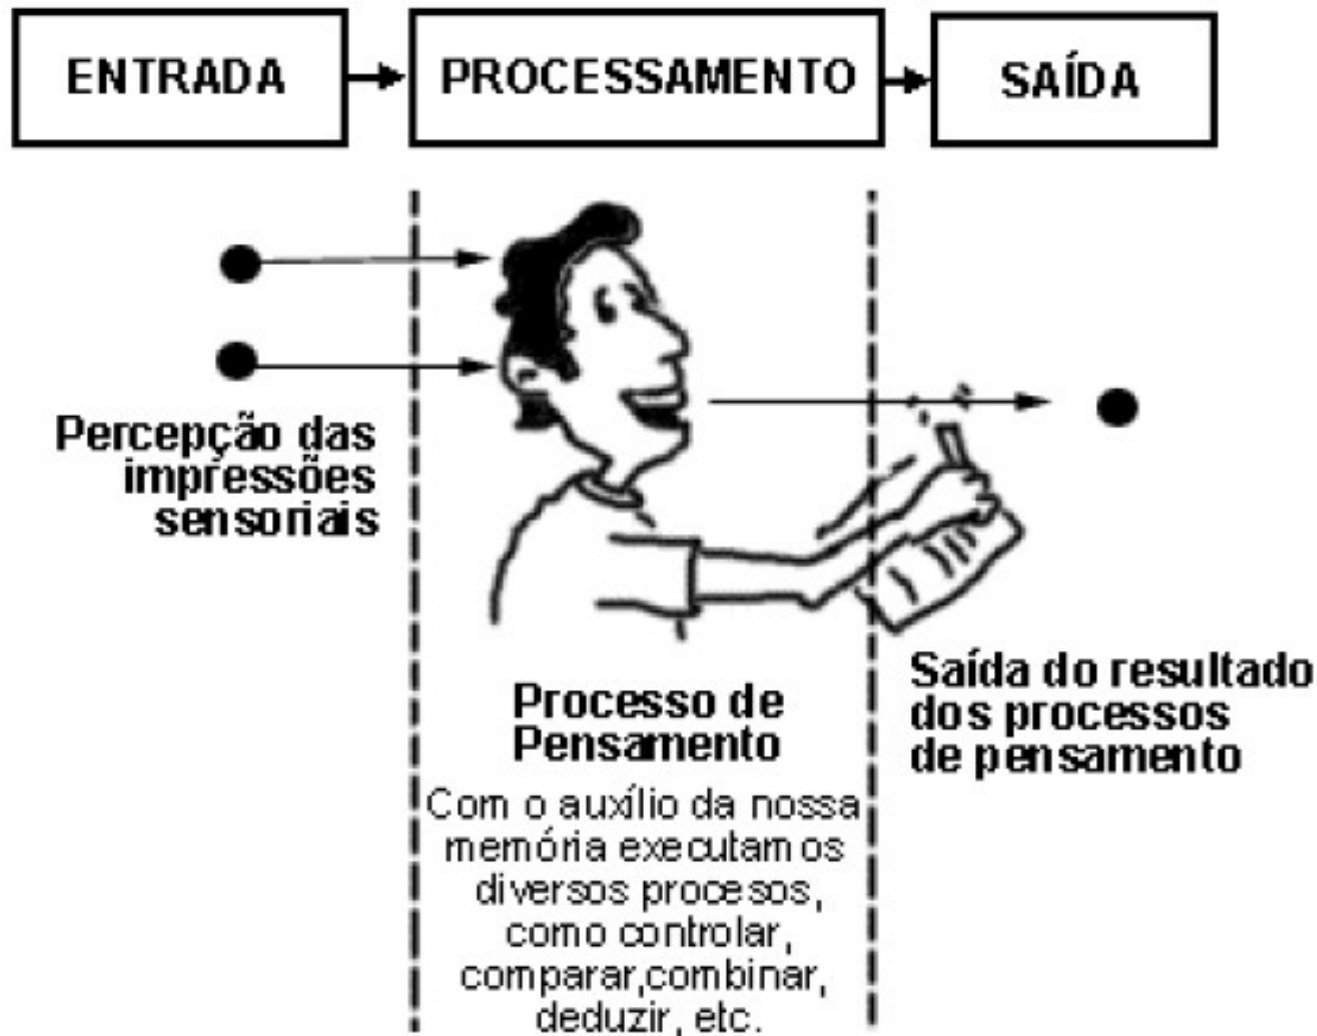 ENTRADA
PROCESSAMENTO
SAÍDA
Percepção das
impressões
sensoriais
Processo de
Pensamento
Com o auxílio da nossa
memória executamos
diversos procesos,
como controlar,
comparar,combinar,
deduzir, etc.
Saída do resultado
dos processos
de pensamento